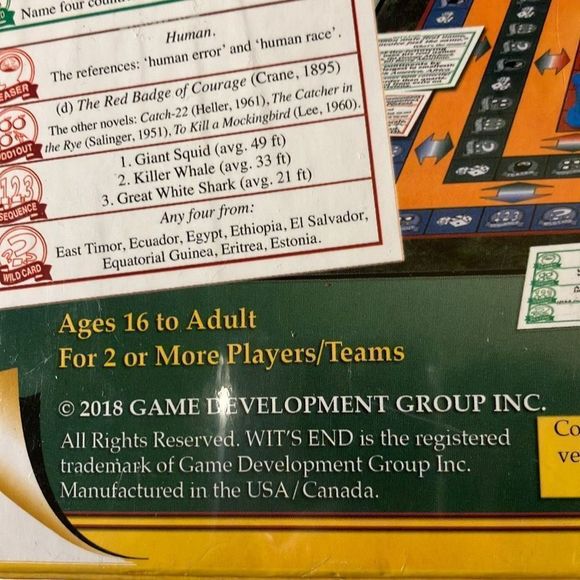 Name four
Human.
The references: 'human error' and 'human race'.
EASER
(d) The Red Badge of Courage (Crane, 1895)
The other novels: Catch-22 (Heller, 1961), The Catcher in
the Rye (Salinger, 1951), To Kill a Mockingbird (Lee, 1960).
ODD1OUT
1. Giant Squid (avg. 49 ft)
2. Killer Whale (avg. 33 ft)
3. Great White Shark (avg. 21 ft)
123
SEQUENCE
Any four from:
East Timor, Ecuador, Egypt, Ethiopia, El Salvador,
Equatorial Guinea, Eritrea, Estonia.
?
WILD CARD
Ages 16 to Adult
For 2 or More Players/Teams
© 2018 GAME DEVELOPMENT GROUP INC.
All Rights Reserved. WIT'S END is the registered
trademark of Game Development Group Inc.
Manufactured in the USA/Canada.
Co
ve